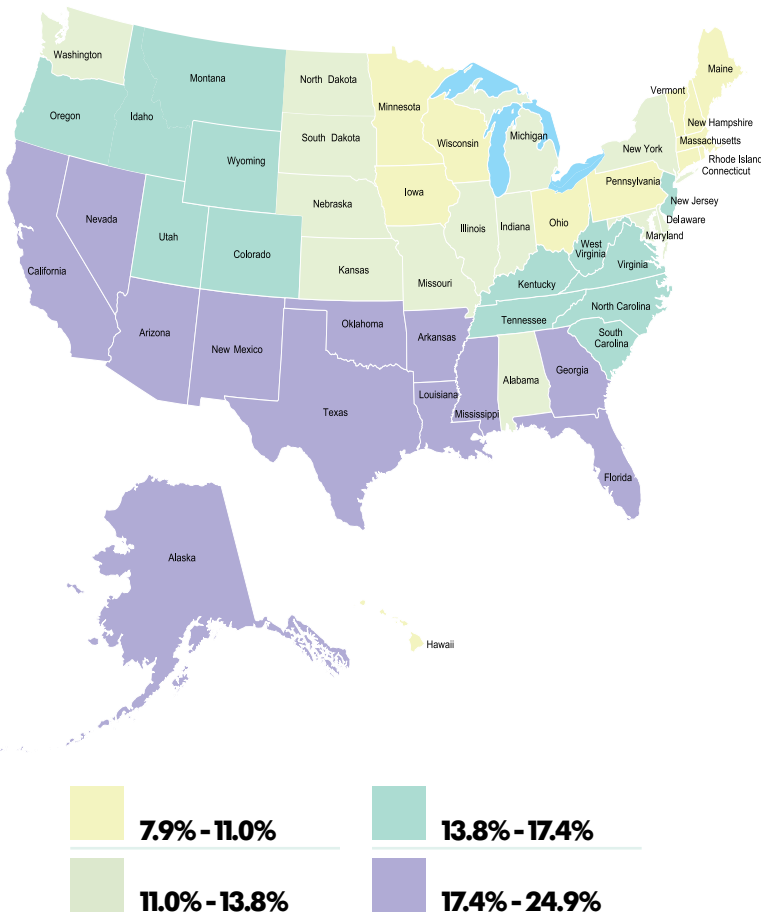 Washington
Montana
North Dakota
Minnesota
Maine
Vermont
Oregon
Idaho
South Dakota
Wisconsin
Michigan
New York
New Hampshire
Massachusetts
Rhode Island
Connecticut
Wyoming
Iowa
Pennsylvania
New Jersey
Nebraska
Nevada
Utah
Colorado
Illinois
Indiana
Ohio
Delaware
Maryland
West
Virginia
Virginia
California
Kansas
Missouri
Kentucky
North Carolina
Tennessee
South
Carolina
Arizona
New Mexico
Oklahoma
Arkansas
Georgia
Alabama
Louisiana
Mississippi
Texas
Florida
Alaska
Hawaii
7.9% - 11.0%
13.8% - 17.4%
11.0% - 13.8%
17.4% - 24.9%